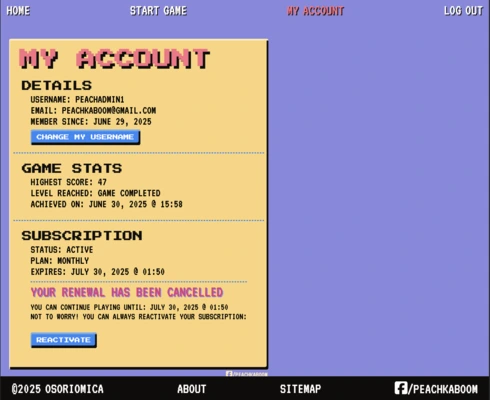 HOME
START GAME
MY ACCOUNT
LOG OUT
MY ACCOUNT
DETAILS
USERNAME: PEACHADMIN1
EMAIL: PEACHKABOOM@GMAIL.COM
MEMBER SINCE: JUNE 29, 2025
CHANGE MY USERNAME
GAME STATS
HIGHEST SCORE: 47
LEVEL REACHED: GAME COMPLETED
ACHIEVED ON: JUNE 30, 2025 @ 15:58
SUBSCRIPTION
STATUS: ACTIVE
PLAN: MONTHLY
EXPIRES: JULY 30, 2025 @ 01:50
YOUR RENEWAL HAS BEEN CANCELLED
YOU CAN CONTINUE PLAYING UNTIL: JULY 30, 2025 @ 01:50
NOT TO WORRY! YOU CAN ALWAYS REACTIVATE YOUR SUBSCRIPTION:
REACTIVATE
/PEACHKABOOM
©2025 OSORIOMICA
ABOUT
SITEMAP
/PEACHKABOOM